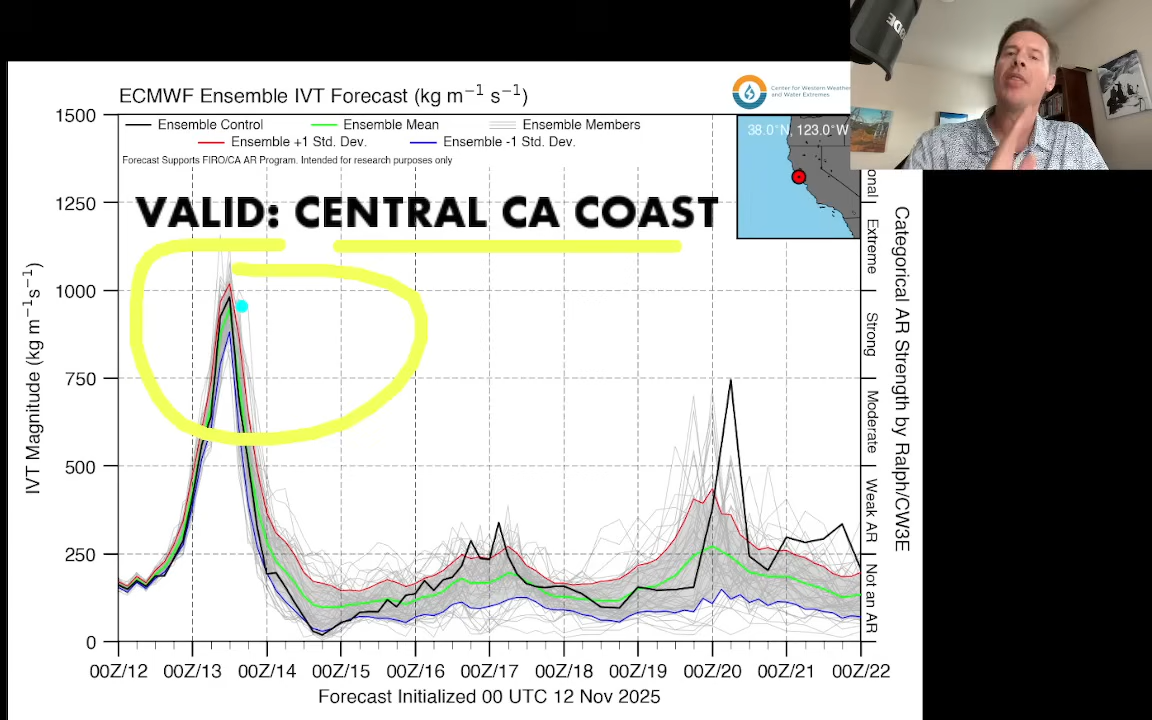 RODE
ECMWF Ensemble IVT Forecast (kg m−1 s−1)
Center for Western Weather
and Water Extremes
1500
Ensemble Control
Ensemble Mean
Ensemble Members
Ensemble +1 Std. Dev.
Ensemble -1 Std. Dev.
Forecast Supports FIRO/CA AR Program. Intended for research purposes only
38.0°N, 123.0°W
VALID: CENTRAL CA COAST
1250
1000
750
500
250
0
IVT Magnitude (kg m−1s−1)
onal
Extreme
Strong
Moderate
Weak AR
Not an AR
Categorical AR Strength by Ralph/CW3E
00Z/12 00Z/13 00Z/14 00Z/15 00Z/16 00Z/17 00Z/18 00Z/19 00Z/20 00Z/21 00Z/22
Forecast Initialized 00 UTC 12 Nov 2025